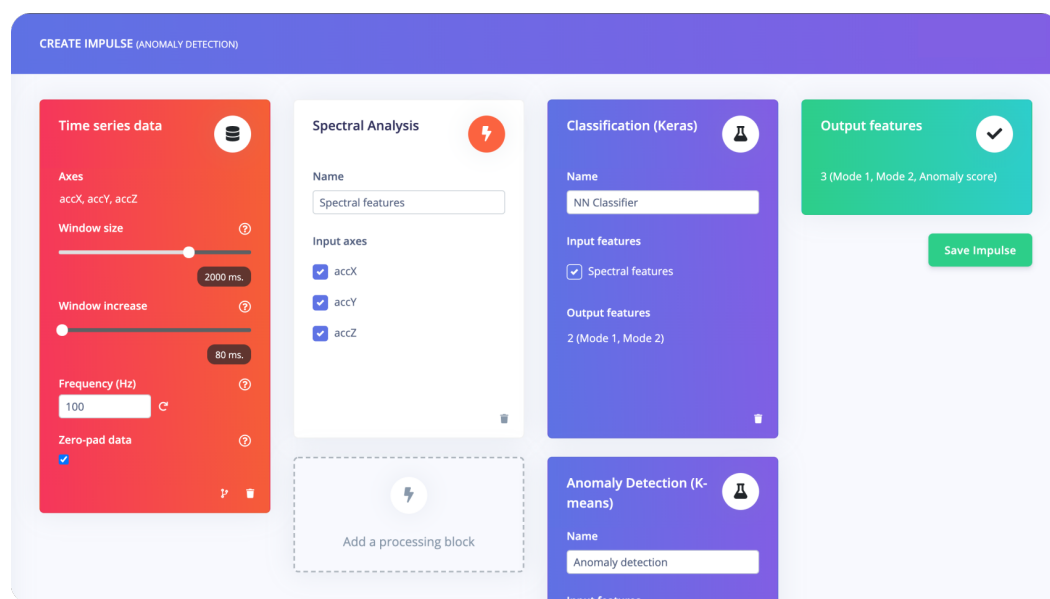 CREATE IMPULSE (ANOMALY DETECTION)
Time series data
Axes
accX, accY, accZ
Window size
2000 ms.
Window increase
80 ms.
Frequency (Hz)
100
Zero-pad data
Spectral Analysis
Name
Spectral features
Input axes
accX
accY
accZ
Add a processing block
Classification (Keras)
Name
NN Classifier
Input features
Spectral features
Output features
2 (Mode 1, Mode 2)
Anomaly Detection (K-
means)
Name
Anomaly detection
Input features
Output features
3 (Mode 1, Mode 2, Anomaly score)
Save Impulse